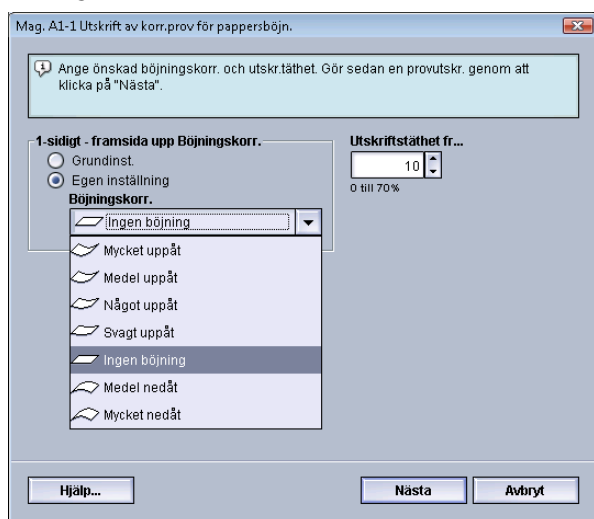 Mag. A1-1 Utskrift av korr.prov för pappersböjn.
Ange önskad böjningskorr. och utskr.täthet. Gör sedan en provutskr. genom att
klicka på "Nästa".
1-sidigt - framsida upp Böjningskorr.
Grundinst.
Egen inställning
Böjningskorr.
Ingen böjning
Mycket uppåt
Medel uppåt
Något uppåt
Svagt uppåt
Ingen böjning
Medel nedåt
Mycket nedåt
Utskriftstäthet fr...
10
0 till 70%
Hjälp...
Nästa
Avbryt